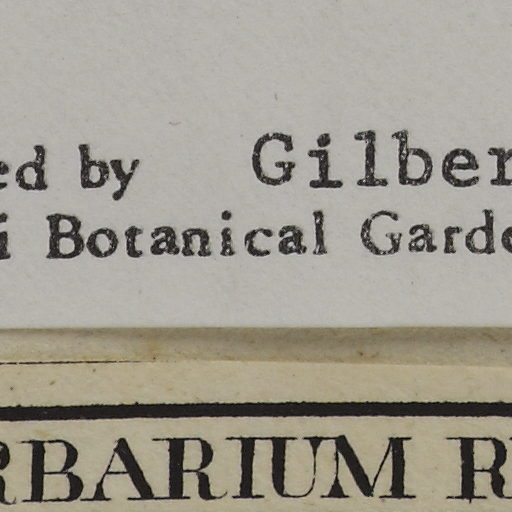 ed by Gilber
i Botanical Garde
RBARIUM R